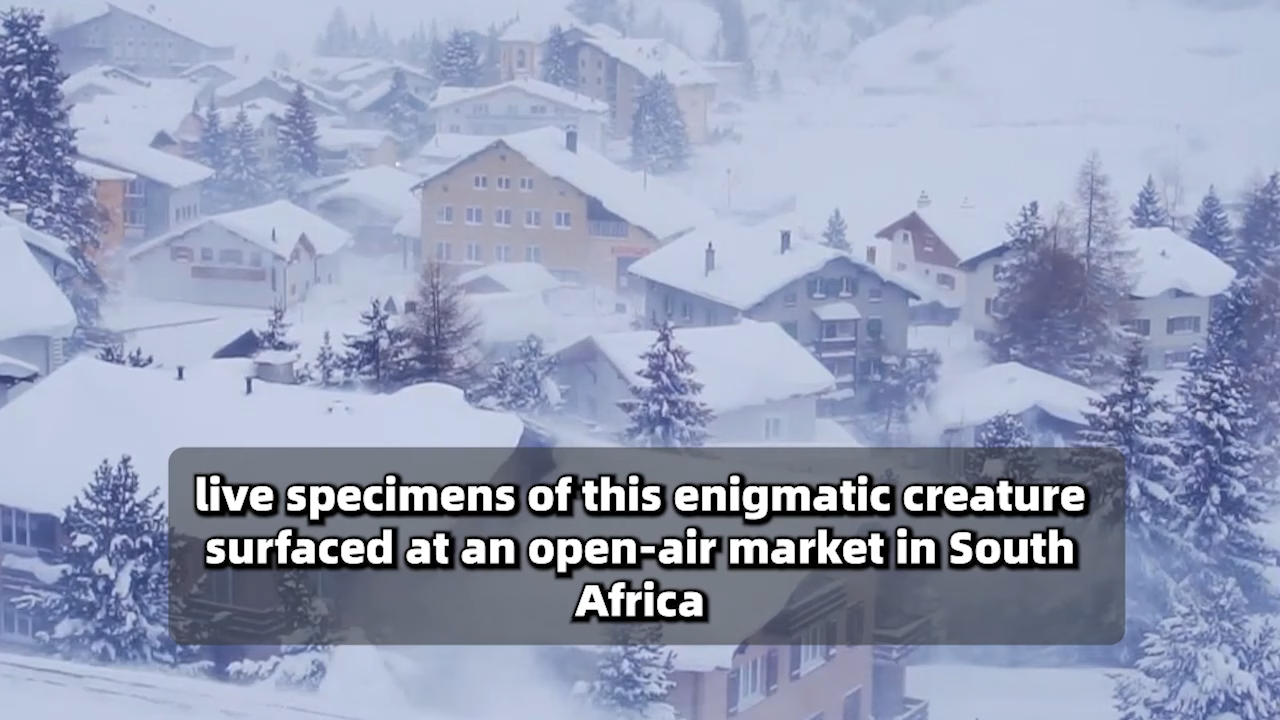 live specimens of this enigmatic creature
surfaced at an open-air market in South
Africa